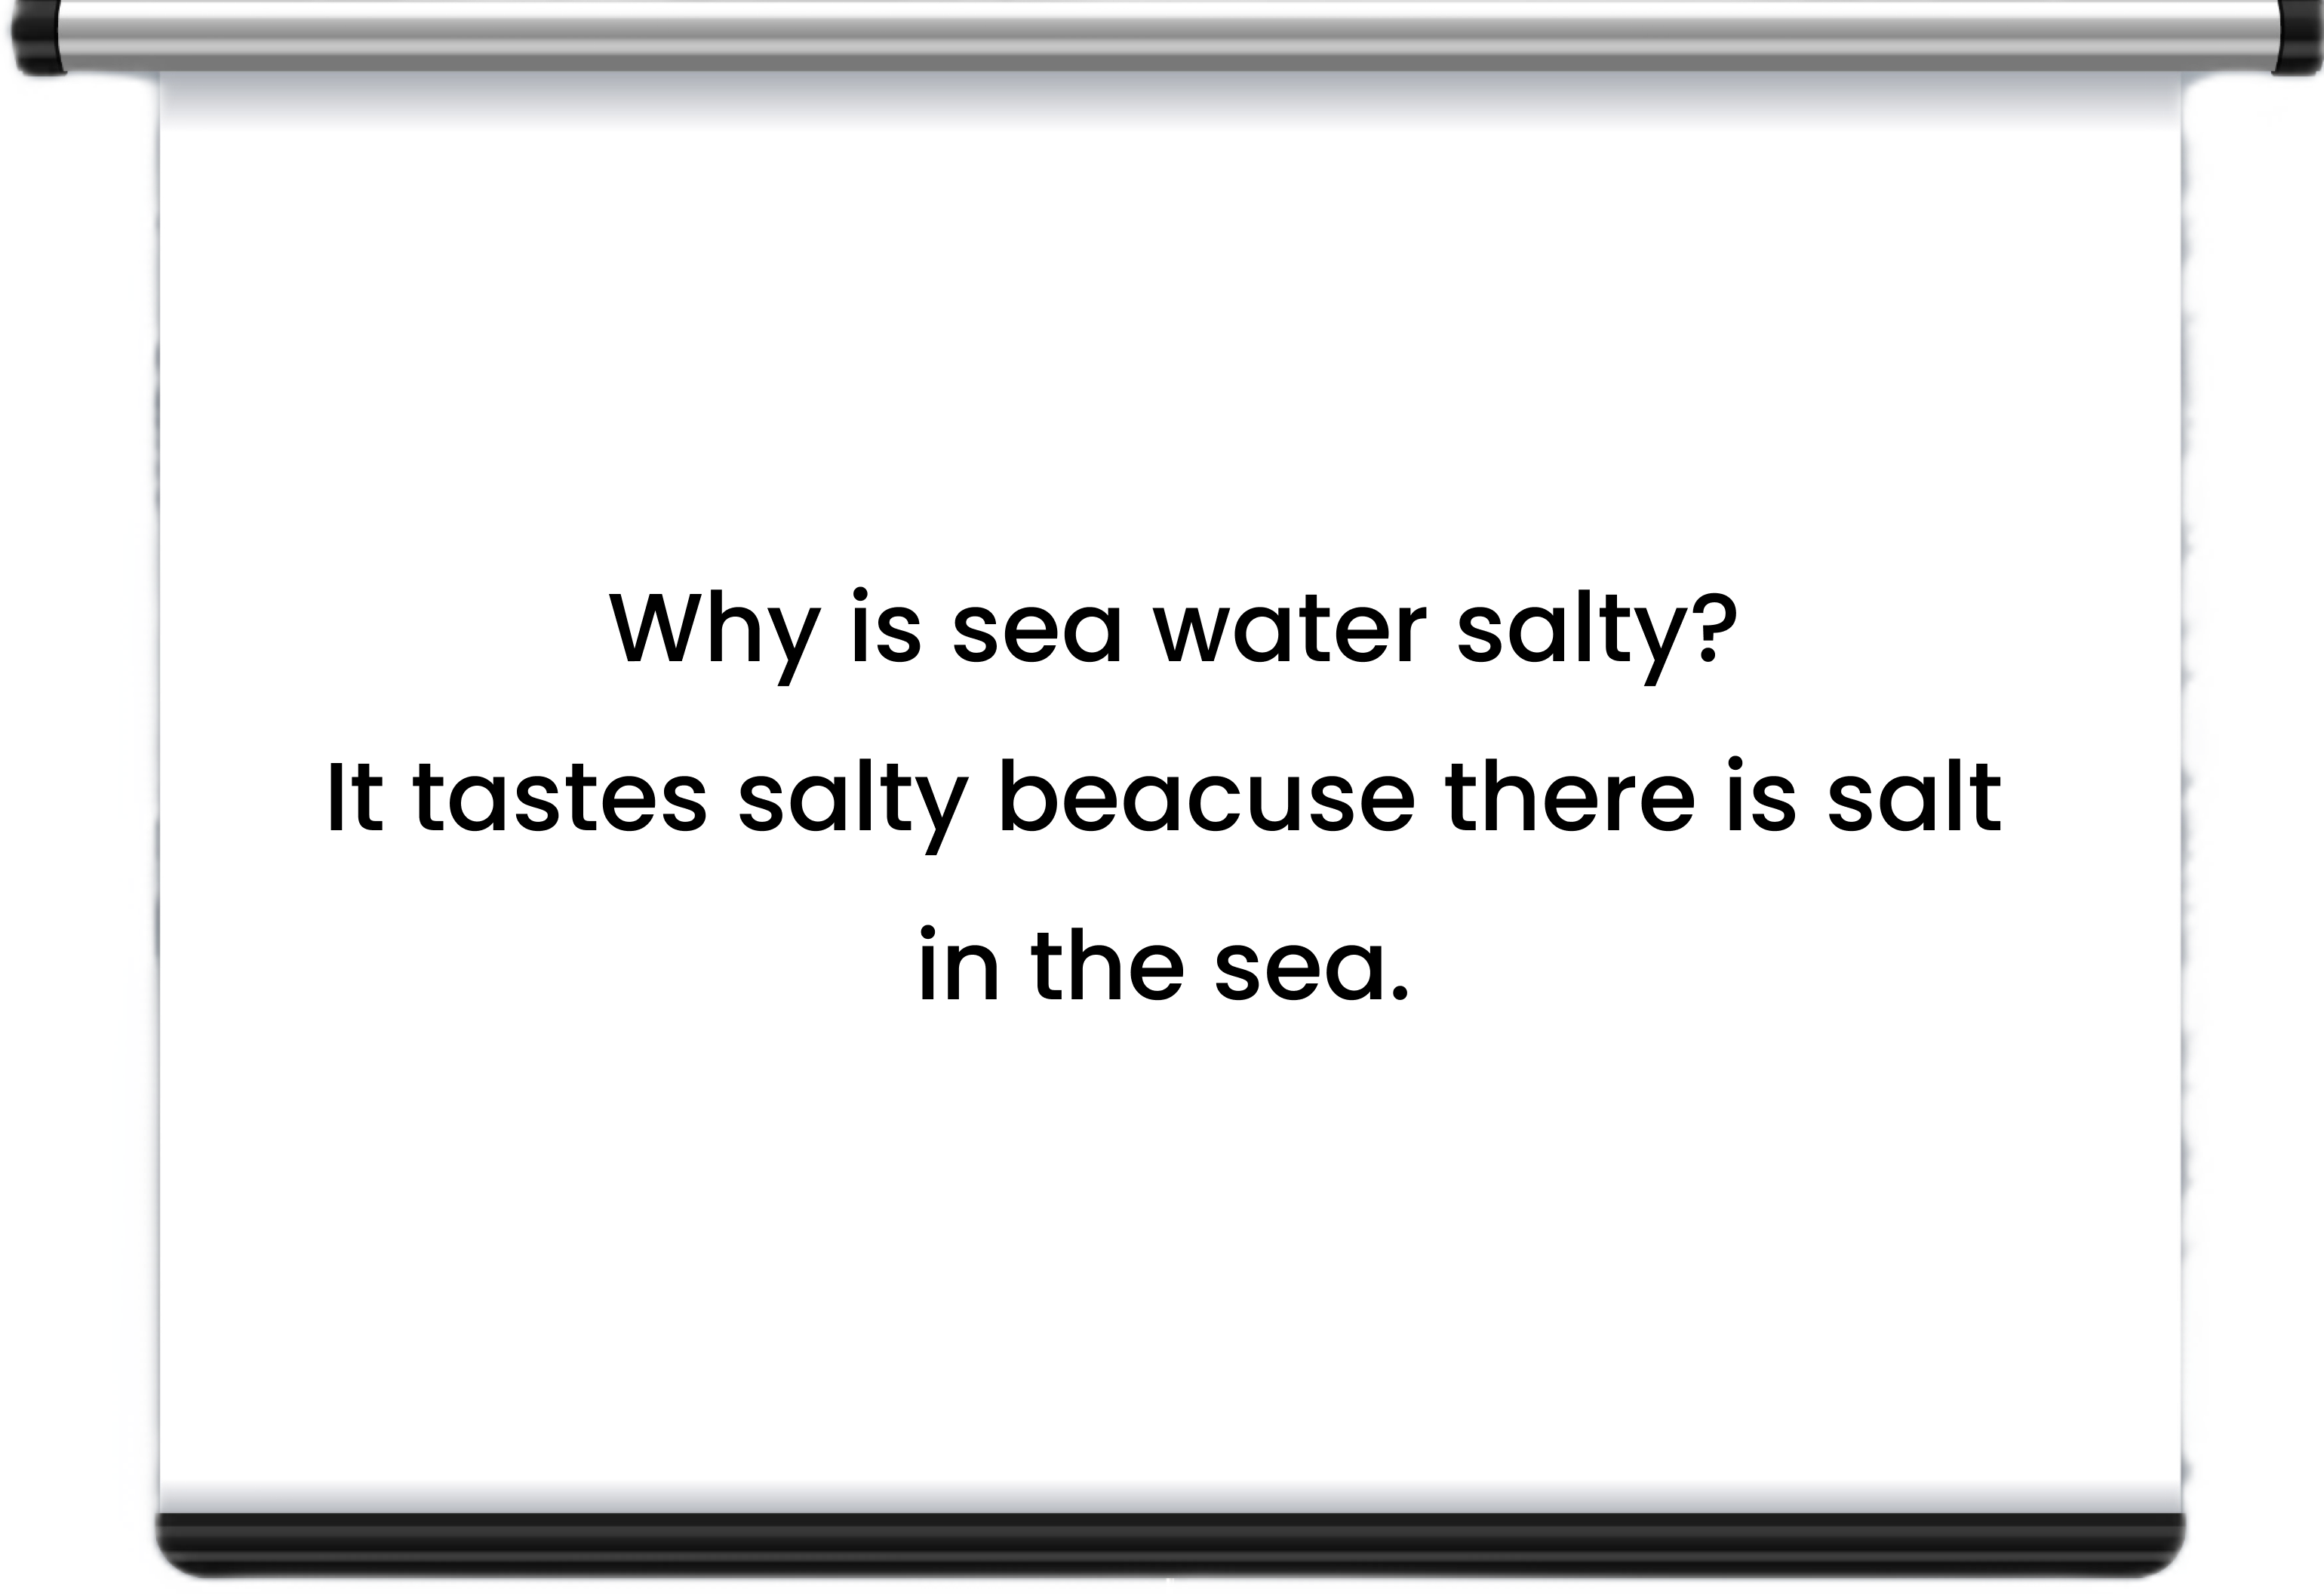 Why is sea water salty?
It tastes salty beacuse there is salt
in the sea.